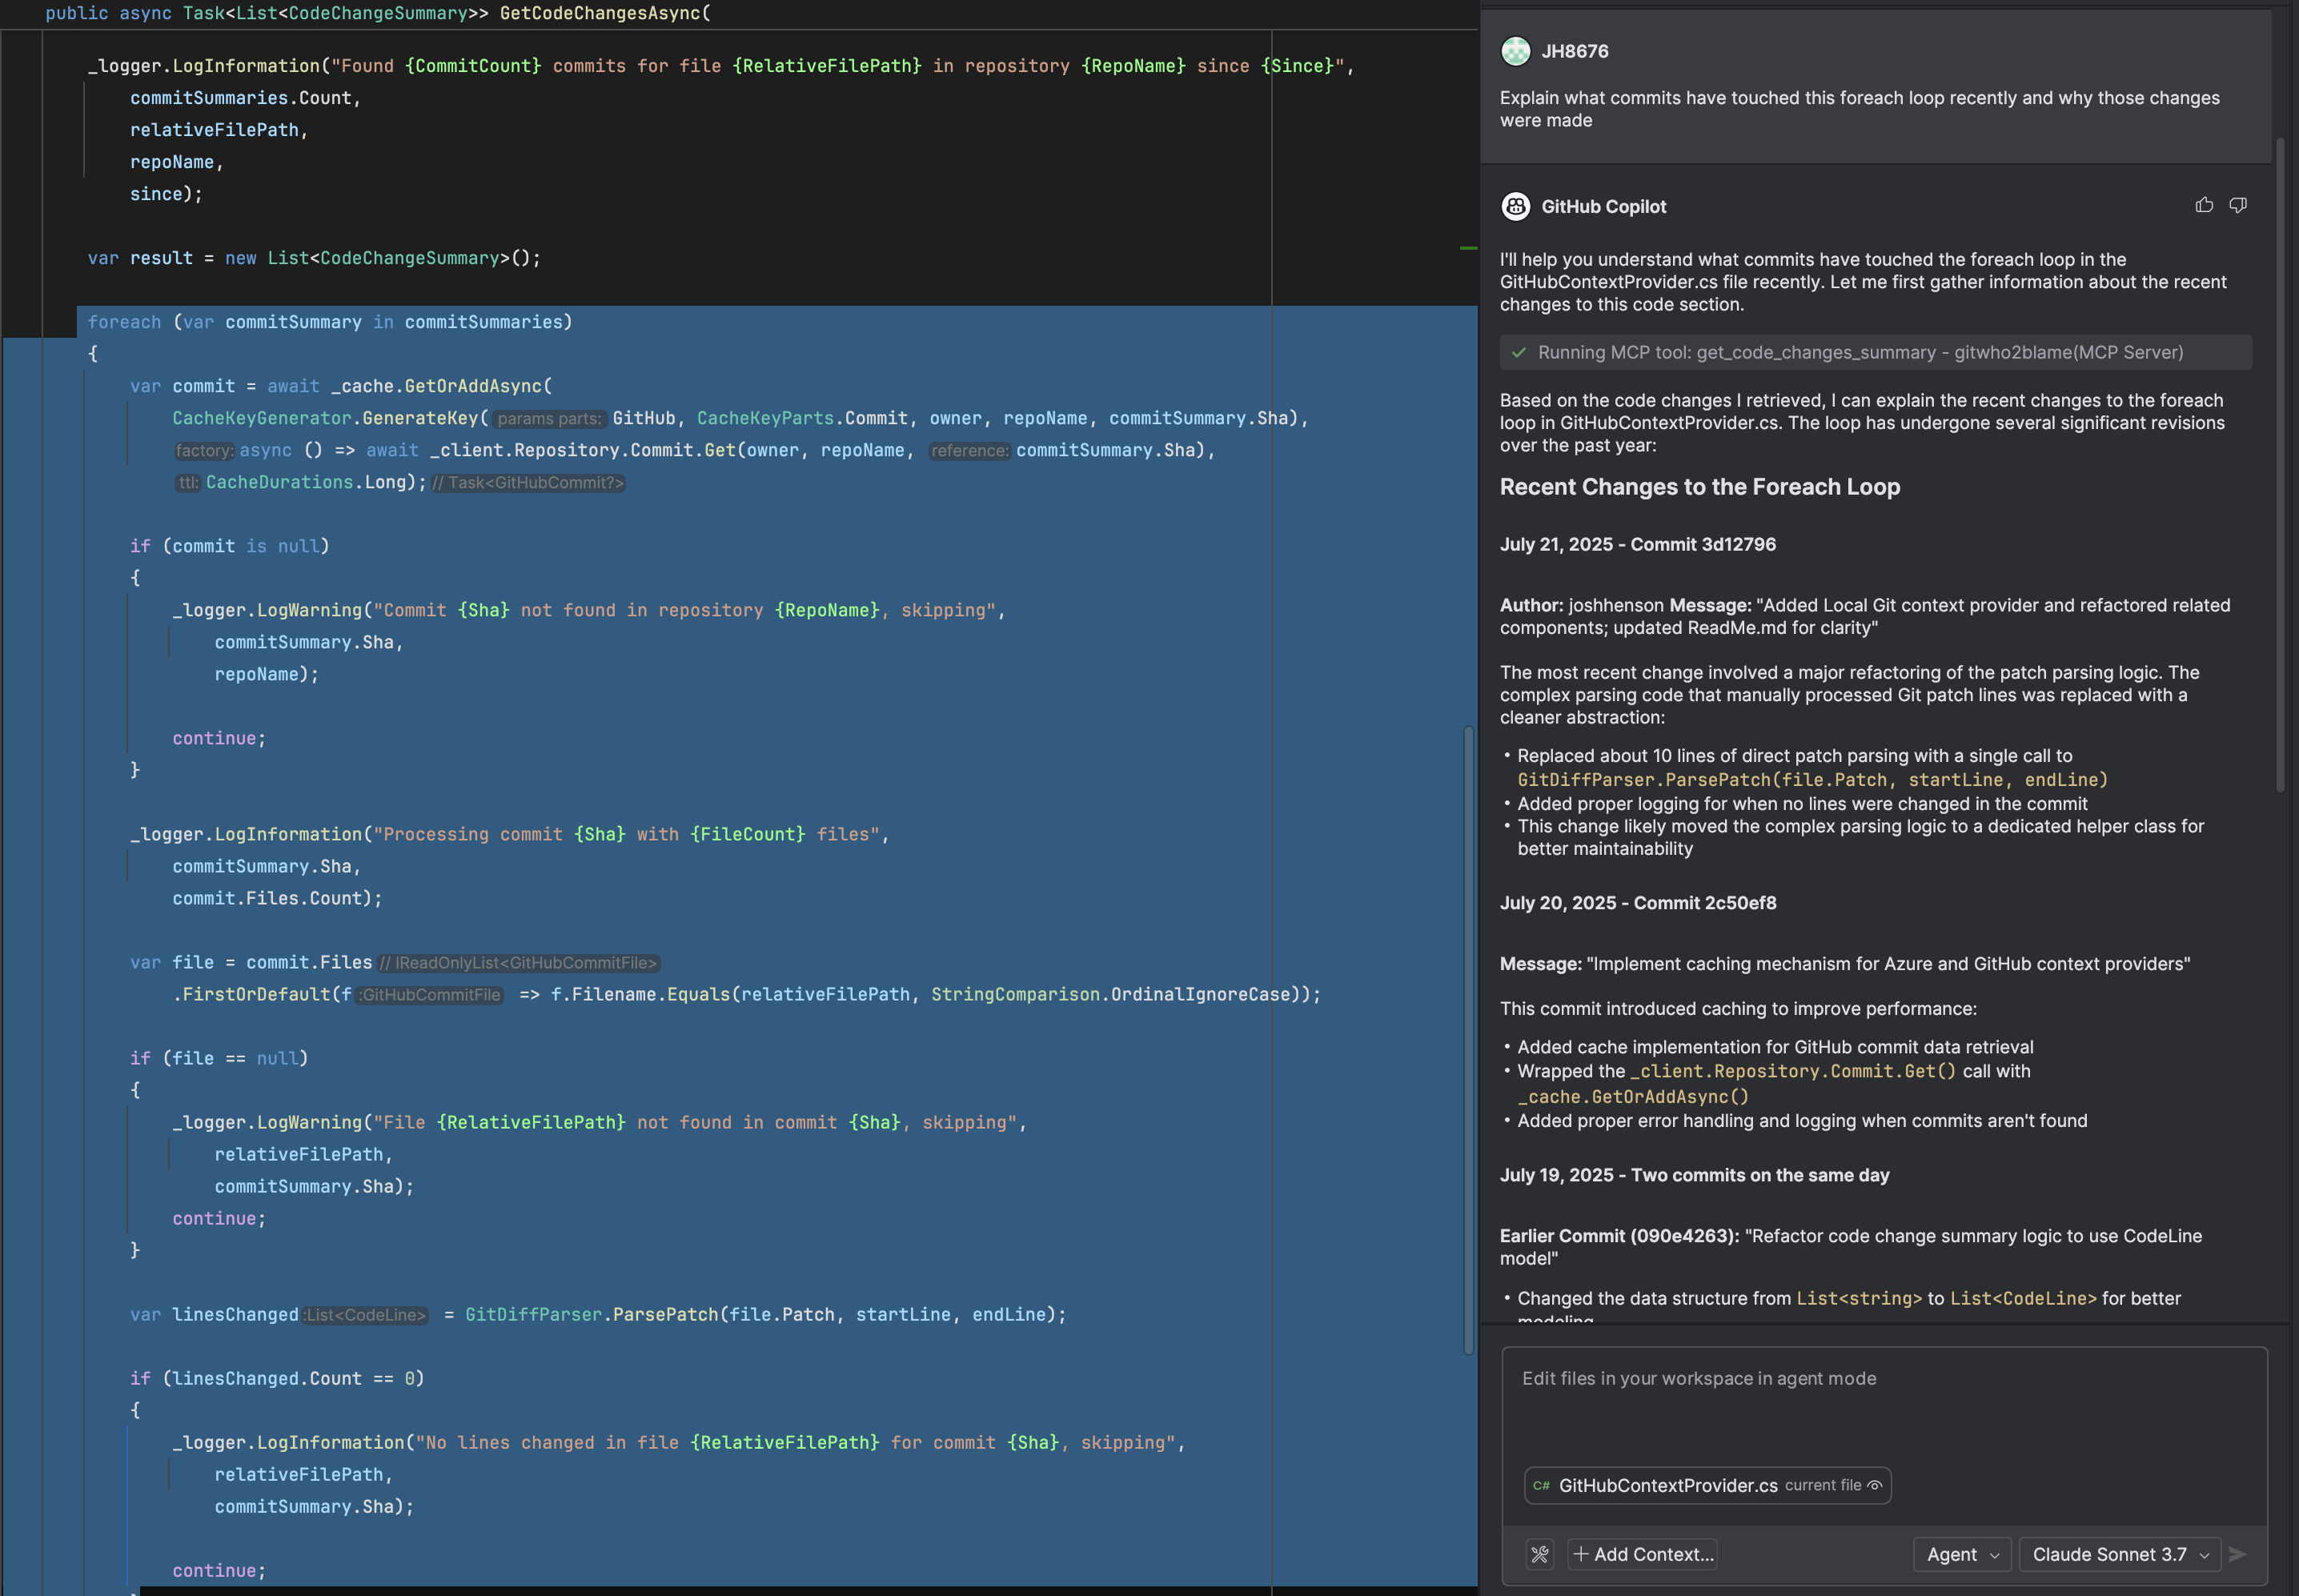 public async Task<List<CodeChangeSummary>> GetCodeChangesAsync(
_logger.LogInformation("Found {CommitCount} commits for file {RelativeFilePath} in repository {RepoName} since {Since}",
commitSummaries.Count,
relativeFilePath,
repoName,
since);
var result = new List<CodeChangeSummary>();
foreach (var commitSummary in commitSummaries)
{
var commit = await _cache.GetOrAddAsync(
CacheKeyGenerator.GenerateKey( params parts: GitHub, CacheKeyParts.Commit, owner, repoName, commitSummary.Sha),
factory: async () => await _client.Repository.Commit.Get(owner, repoName, reference: commitSummary.Sha),
ttl: CacheDurations.Long); // Task<GitHubCommit?>
if (commit is null)
{
_logger.LogWarning("Commit {Sha} not found in repository {RepoName}, skipping",
commitSummary.Sha,
repoName);
continue;
}
_logger.LogInformation("Processing commit {Sha} with {FileCount} files",
commitSummary.Sha,
commit.Files.Count);
var file = commit.Files // IReadOnlyList<GitHubCommitFile>
.FirstOrDefault(f :GitHubCommitFile => f.Filename.Equals(relativeFilePath, StringComparison.OrdinalIgnoreCase));
if (file == null)
{
_logger.LogWarning("File {RelativeFilePath} not found in commit {Sha}, skipping",
relativeFilePath,
commitSummary.Sha);
continue;
}
var linesChanged :List<CodeLine> = GitDiffParser.ParsePatch(file.Patch, startLine, endLine);
if (linesChanged.Count == 0)
{
_logger.LogInformation("No lines changed in file {RelativeFilePath} for commit {Sha}, skipping",
relativeFilePath,
commitSummary.Sha);
continue;
JH8676
Explain what commits have touched this foreach loop recently and why those changes
were made
GitHub Copilot
I'll help you understand what commits have touched the foreach loop in the
GitHubContextProvider.cs file recently. Let me first gather information about the recent
changes to this code section.
Running MCP tool: get_code_changes_summary - gitwho2blame(MCP Server)
Based on the code changes I retrieved, I can explain the recent changes to the foreach
loop in GitHubContextProvider.cs. The loop has undergone several significant revisions
over the past year:
Recent Changes to the Foreach Loop
July 21, 2025 - Commit 3d12796
Author: joshhenson Message: "Added Local Git context provider and refactored related
components; updated ReadMe.md for clarity"
The most recent change involved a major refactoring of the patch parsing logic. The
complex parsing code that manually processed Git patch lines was replaced with a
cleaner abstraction:
• Replaced about 10 lines of direct patch parsing with a single call to
GitDiffParser.ParsePatch(file.Patch, startLine, endLine)
• Added proper logging for when no lines were changed in the commit
• This change likely moved the complex parsing logic to a dedicated helper class for
better maintainability
July 20, 2025 - Commit 2c50ef8
Message: "Implement caching mechanism for Azure and GitHub context providers"
This commit introduced caching to improve performance:
• Added cache implementation for GitHub commit data retrieval
• Wrapped the _client.Repository.Commit.Get() call with
_cache.GetOrAddAsync()
• Added proper error handling and logging when commits aren't found
July 19, 2025 - Two commits on the same day
Earlier Commit (090e4263): "Refactor code change summary logic to use CodeLine
model"
• Changed the data structure from List<string> to List<CodeLine> for better
modeling
Edit files in your workspace in agent mode
C# GitHubContextProvider.cs current file
+ Add Context...
Agent
Claude Sonnet 3.7